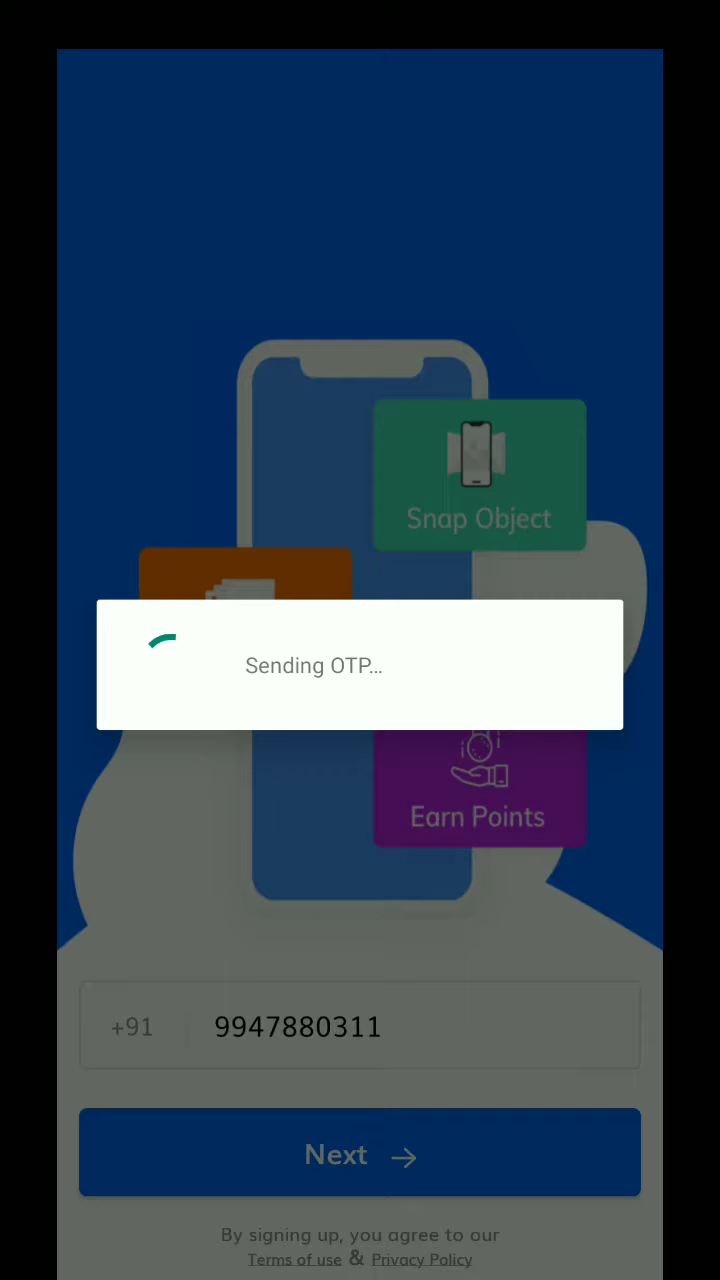 Snap Object
Sending OTP...
Earn Points
+91 9947880311
Next →
By signing up, you agree to our
Terms of use & Privacy Policy